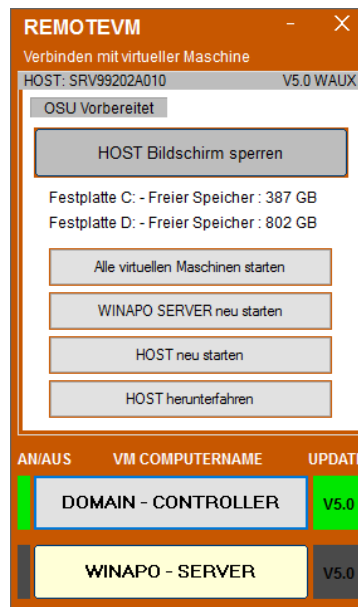 REMOTEVM
Verbinden mit virtueller Maschine
HOST: SRV99202A010 V5.0 WAUX
OSU Vorbereitet
HOST Bildschirm sperren
Festplatte C: - Freier Speicher : 387 GB
Festplatte D: - Freier Speicher : 802 GB
Alle virtuellen Maschinen starten
WINAPO SERVER neu starten
HOST neu starten
HOST herunterfahren
AN/AUS VM COMPUTERNAME UPDATE
DOMAIN - CONTROLLER V5.0
WINAPO - SERVER V5.0